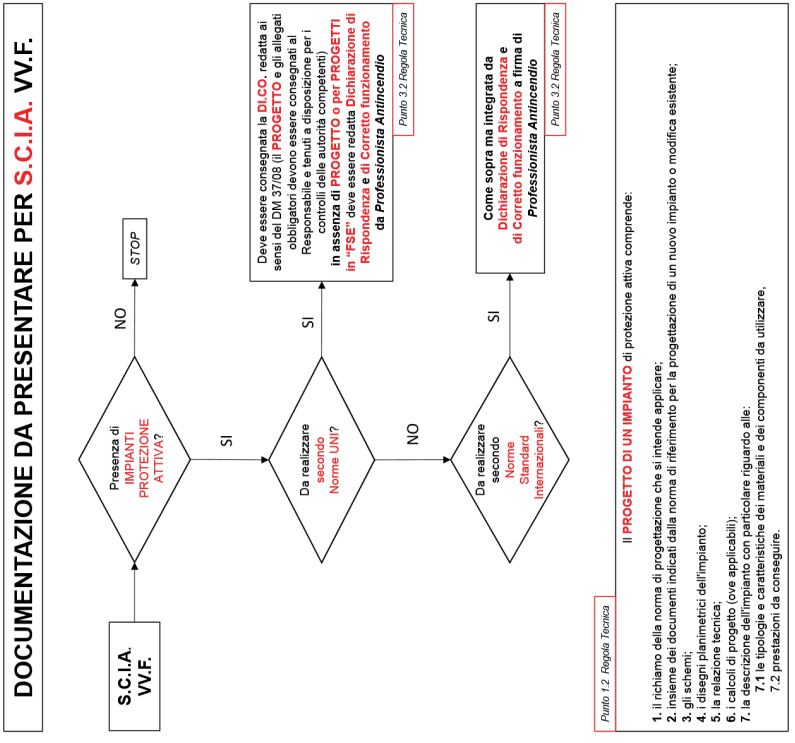 DOCUMENTAZIONE DA PRESENTARE PER S.C.I.A. VV.F.
S.C.I.A.
VV.F.
Presenza di
IMPIANTI
PROTEZIONE
ATTIVA?
NO
STOP
SI
Da realizzare
secondo
Norme UNI?
SI
Deve essere consegnata la DI.CO. redatta ai
sensi del DM 37/08 (il PROGETTO e gli allegati
obbligatori devono essere consegnati al
Responsabile e tenuti a disposizione per i
controlli delle autorità competenti)
in assenza di PROGETTO o per PROGETTI
in “FSE” deve essere redatta Dichiarazione di
Rispondenza e di Corretto funzionamento
da Professionista Antincendio
Punto 3.2 Regola Tecnica
NO
Da realizzare
secondo
Norme
Standard
Internazionali?
SI
Come sopra ma integrata da
Dichiarazione di Rispondenza e
di Corretto funzionamento a firma di
Professionista Antincendio
Punto 3.2 Regola Tecnica
Punto 1.2 Regola Tecnica
Il PROGETTO DI UN IMPIANTO di protezione attiva comprende:
1. il richiamo della norma di progettazione che si intende applicare;
2. insieme dei documenti indicati dalla norma di riferimento per la progettazione di un nuovo impianto o modifica esistente;
3. gli schemi;
4. i disegni planimetrici dell'impianto;
5. la relazione tecnica;
6. i calcoli di progetto (ove applicabili);
7. la descrizione dell'impianto con particolare riguardo alle:
7.1 le tipologie e caratteristiche dei materiali e dei componenti da utilizzare,
7.2 prestazioni da conseguire.